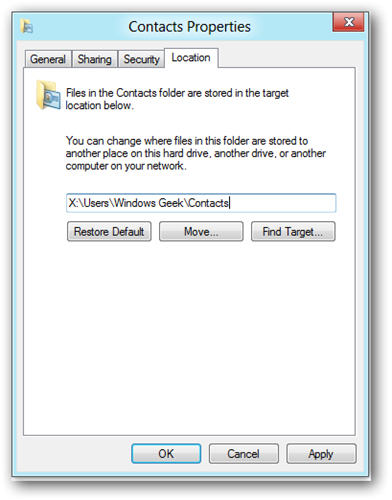 Contacts Properties
General Sharing Security Location
Files in the Contacts folder are stored in the target
location below.
You can change where files in this folder are stored to
another place on this hard drive, another drive, or another
computer on your network.
X:\Users\Windows Geek\Contacts
Restore Default Move... Find Target...
OK Cancel Apply